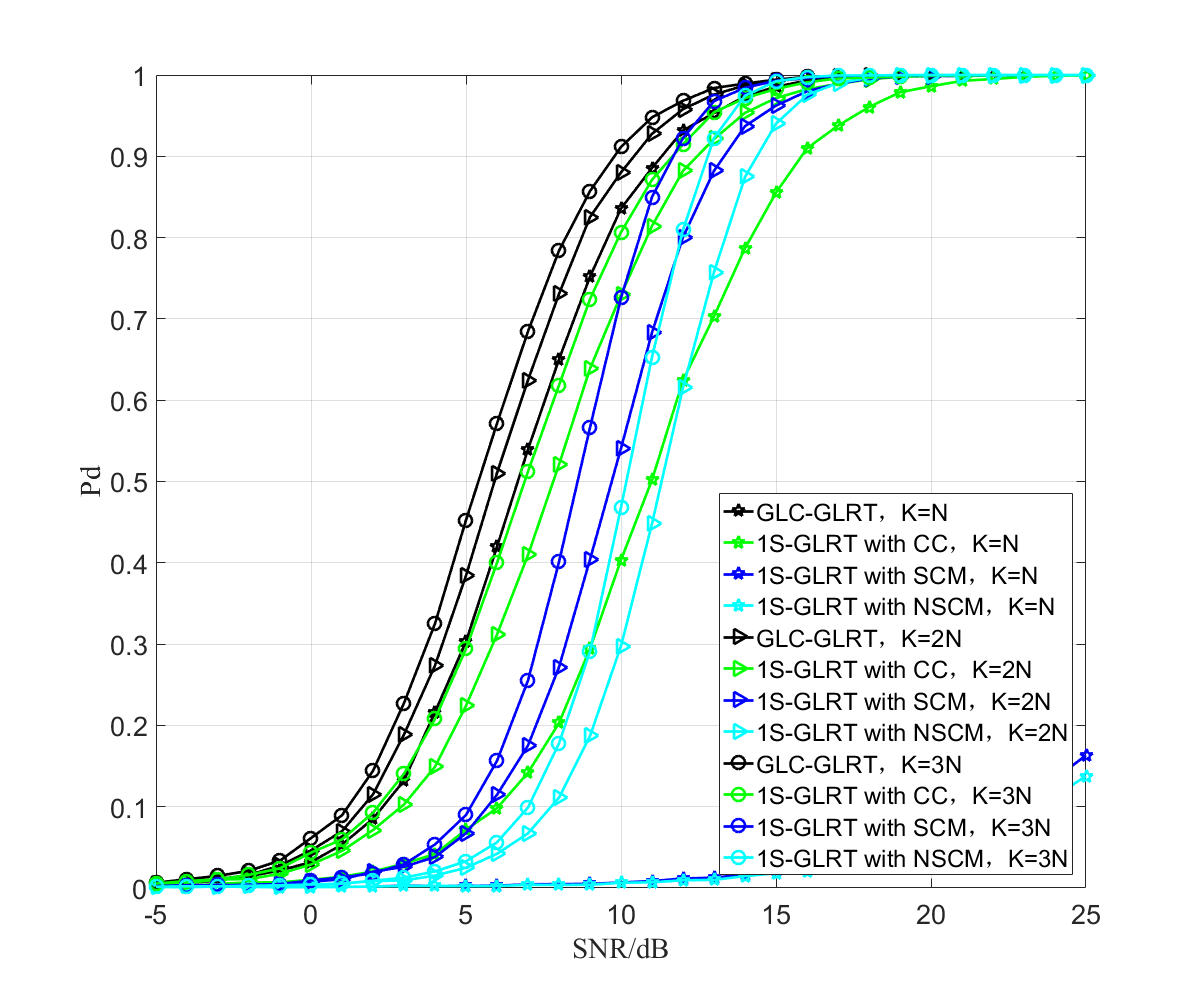 1
0.9
0.8
0.7
0.6
0.5
0.4
0.3
0.2
0.1
0
Pd
-5 0 5 10 15 20 25
SNR/dB
GLC-GLRT，K=N
1S-GLRT with CC，K=N
1S-GLRT with SCM，K=N
1S-GLRT with NSCM，K=N
GLC-GLRT，K=2N
1S-GLRT with CC，K=2N
1S-GLRT with SCM，K=2N
1S-GLRT with NSCM，K=2N
GLC-GLRT，K=3N
1S-GLRT with CC，K=3N
1S-GLRT with SCM，K=3N
1S-GLRT with NSCM，K=3N